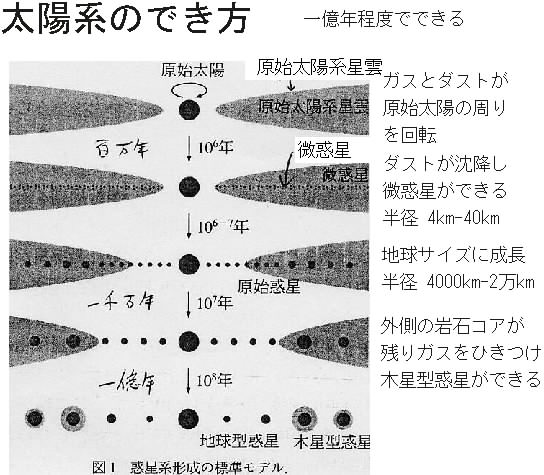 太陽系のでき方
一億年程度でできる
原始太陽
原始太陽系星雲
原始太陽系星雲
ガスとダストが
原始太陽の周り
を回転
百万年
10⁶年
微惑星
微惑星
ダストが沈降し
微惑星ができる
半径 4km-40km
10⁶⁻⁷年
地球サイズに成長
半径 4000km-2万km
原始惑星
一千万年
10⁷年
外側の岩石コアが
残りガスをひきつけ
木星型惑星ができる
一億年
10⁸年
地球型惑星
木星型惑星
図1 惑星系形成の標準モデル.